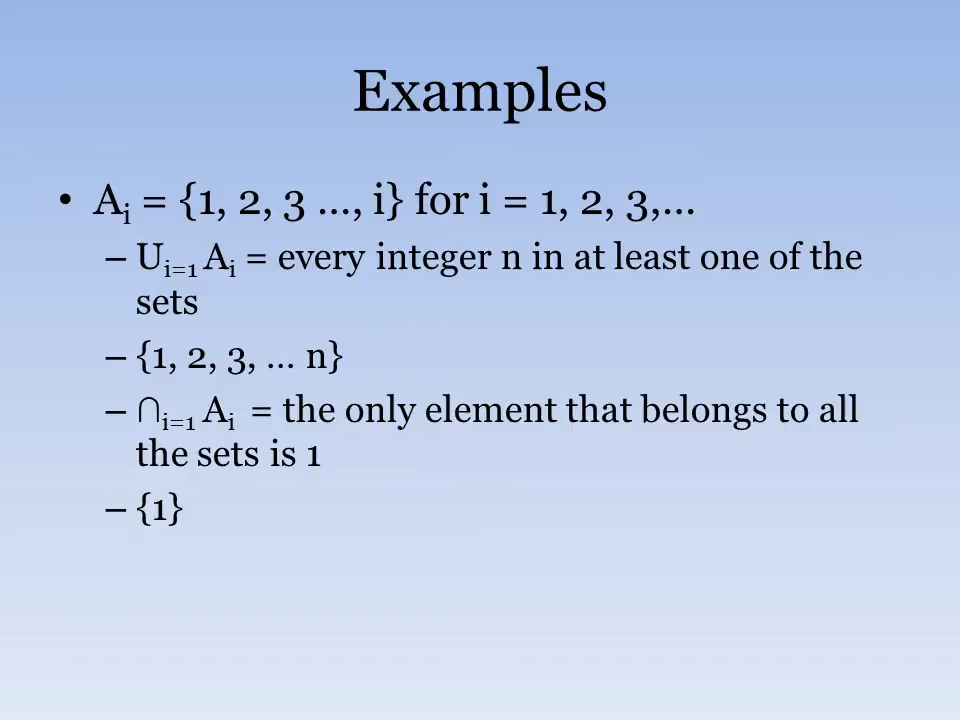 Examples
• Aᵢ = {1, 2, 3 ..., i} for i = 1, 2, 3,...
– Uᵢ₌₁ Aᵢ = every integer n in at least one of the
sets
– {1, 2, 3, ... n}
– ∩ᵢ₌₁ Aᵢ = the only element that belongs to all
the sets is 1
– {1}